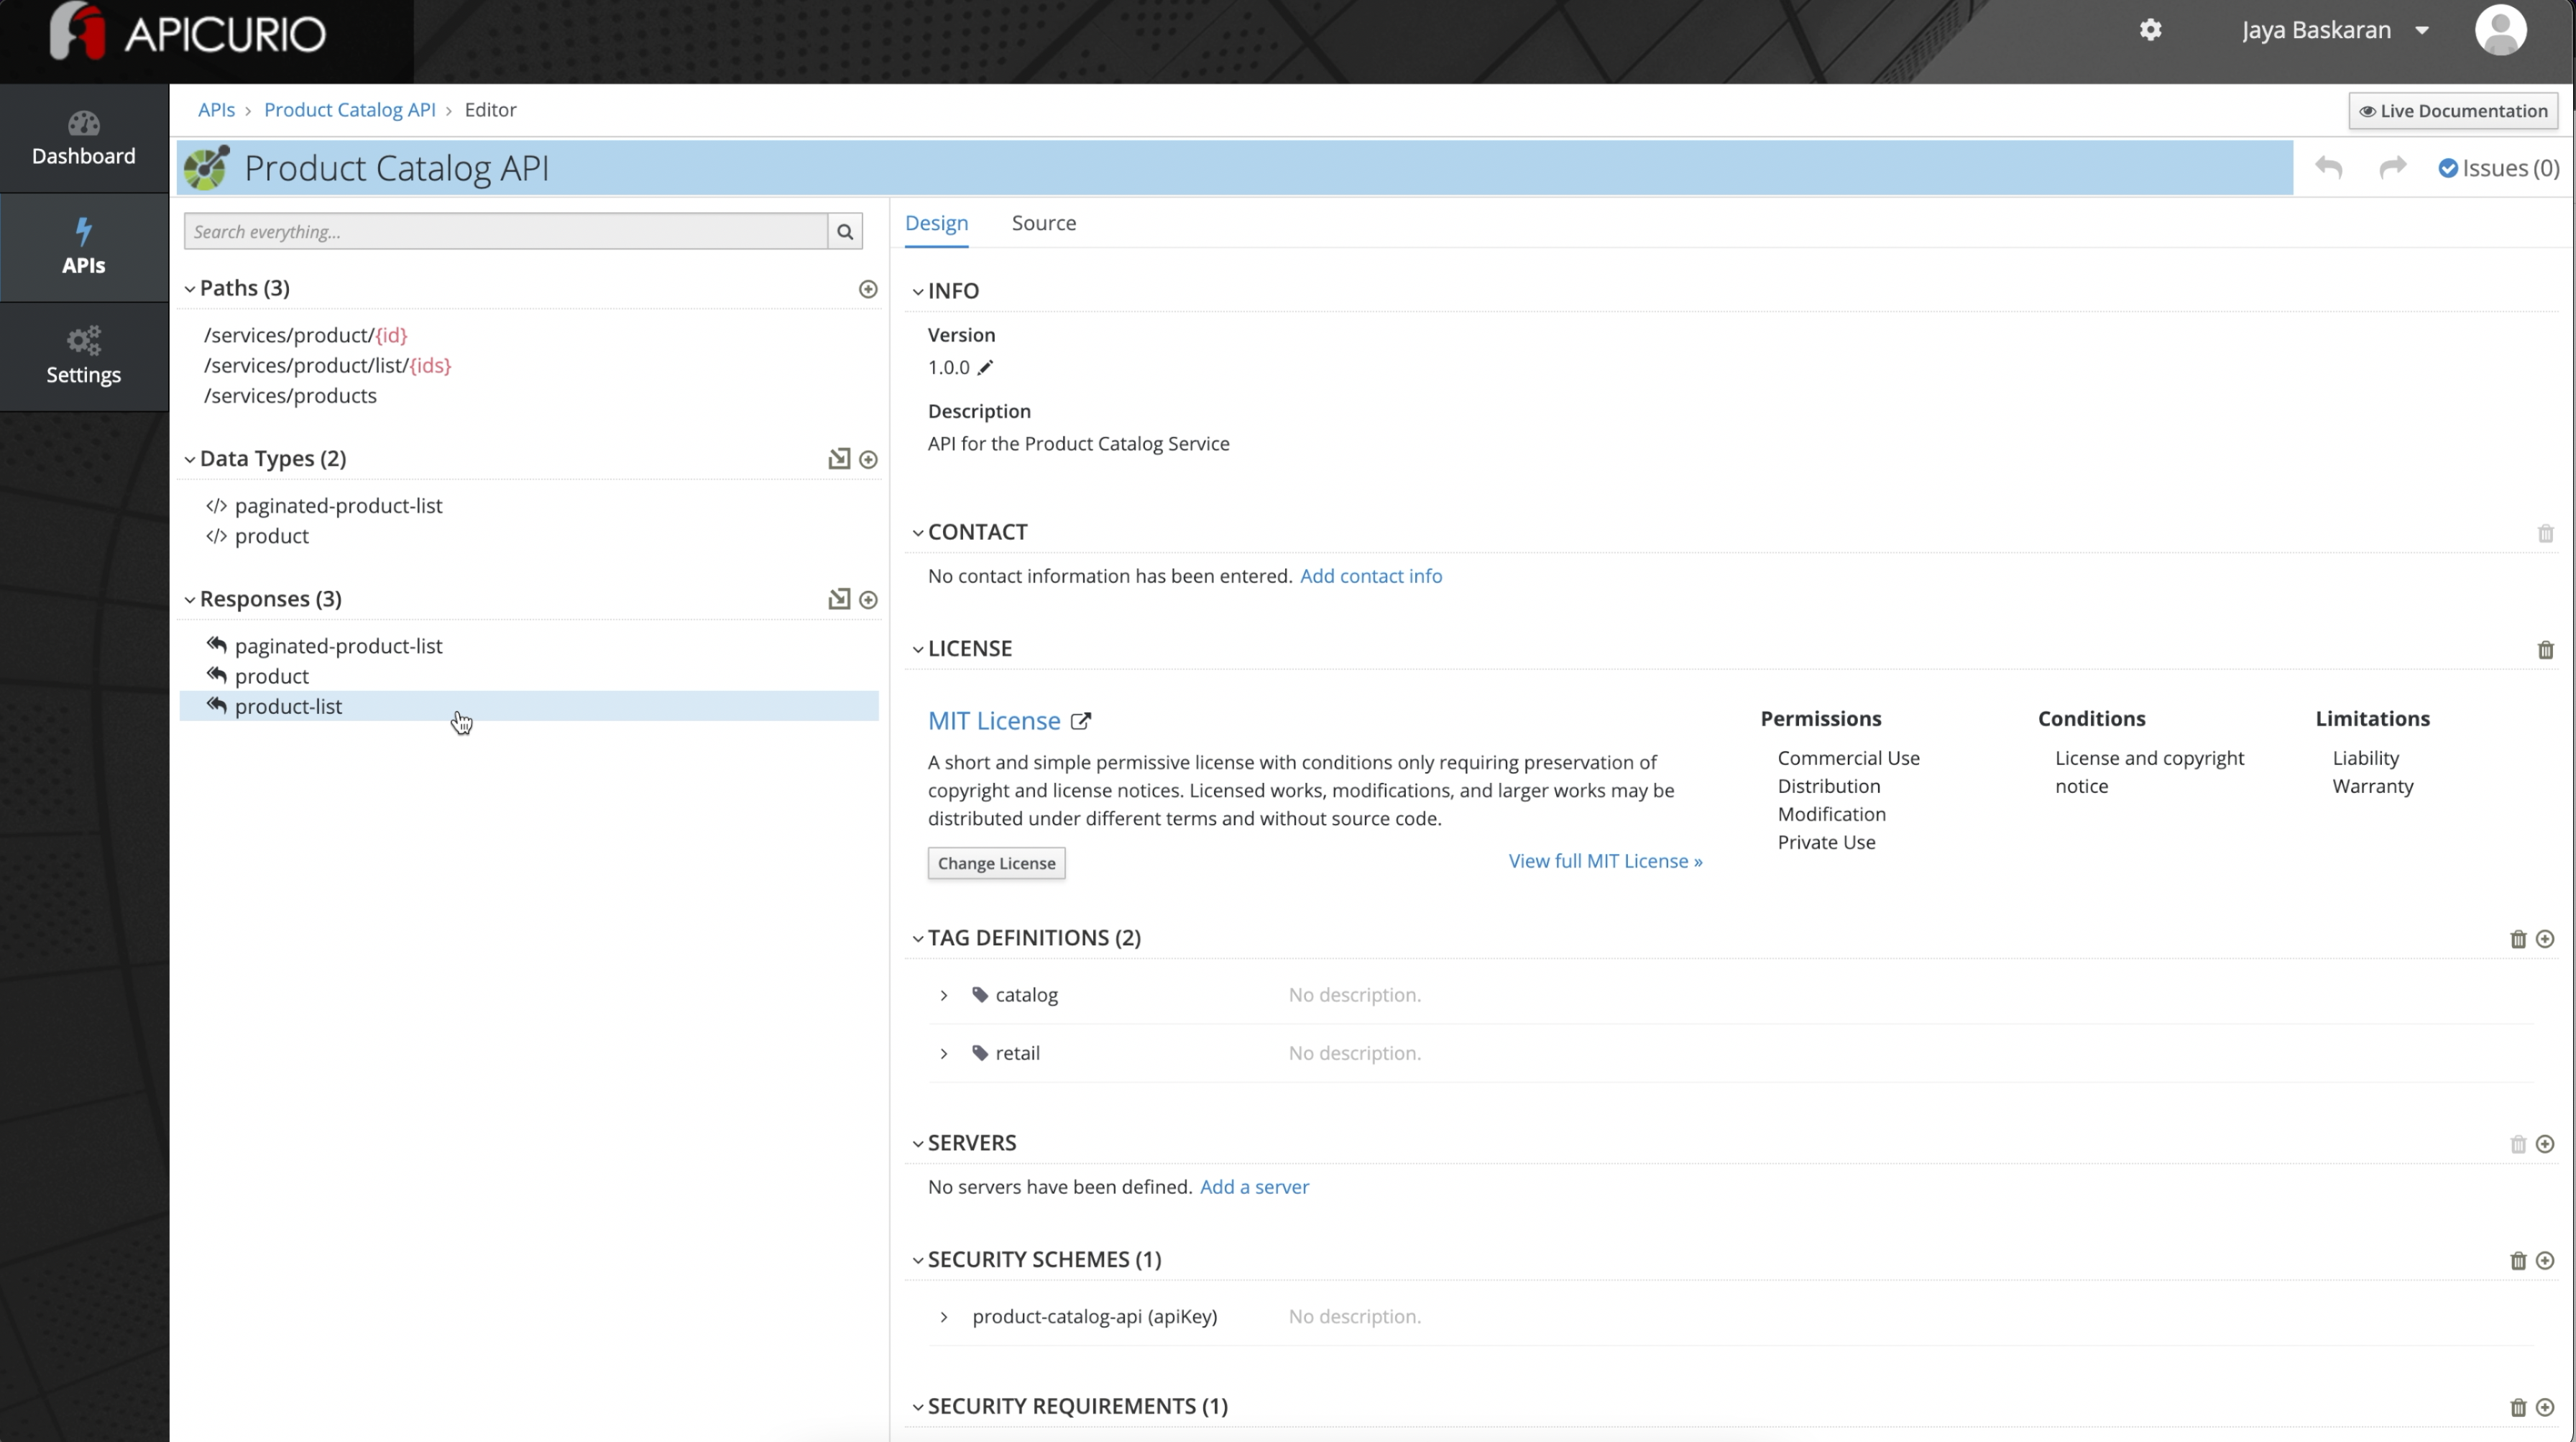 APICURIO
Jaya Baskaran
Dashboard
APIs
Settings
APIs › Product Catalog API › Editor
Live Documentation
Product Catalog API
Issues (0)
Search everything...
Paths (3)
/services/product/{id}
/services/product/list/{ids}
/services/products
Data Types (2)
</> paginated-product-list
</> product
Responses (3)
paginated-product-list
product
product-list
Design Source
INFO
Version
1.0.0
Description
API for the Product Catalog Service
CONTACT
No contact information has been entered. Add contact info
LICENSE
MIT License
A short and simple permissive license with conditions only requiring preservation of
copyright and license notices. Licensed works, modifications, and larger works may be
distributed under different terms and without source code.
Change License
View full MIT License »
Permissions
Commercial Use
Distribution
Modification
Private Use
Conditions
License and copyright
notice
Limitations
Liability
Warranty
TAG DEFINITIONS (2)
catalog No description.
retail No description.
SERVERS
No servers have been defined. Add a server
SECURITY SCHEMES (1)
product-catalog-api (apiKey) No description.
SECURITY REQUIREMENTS (1)